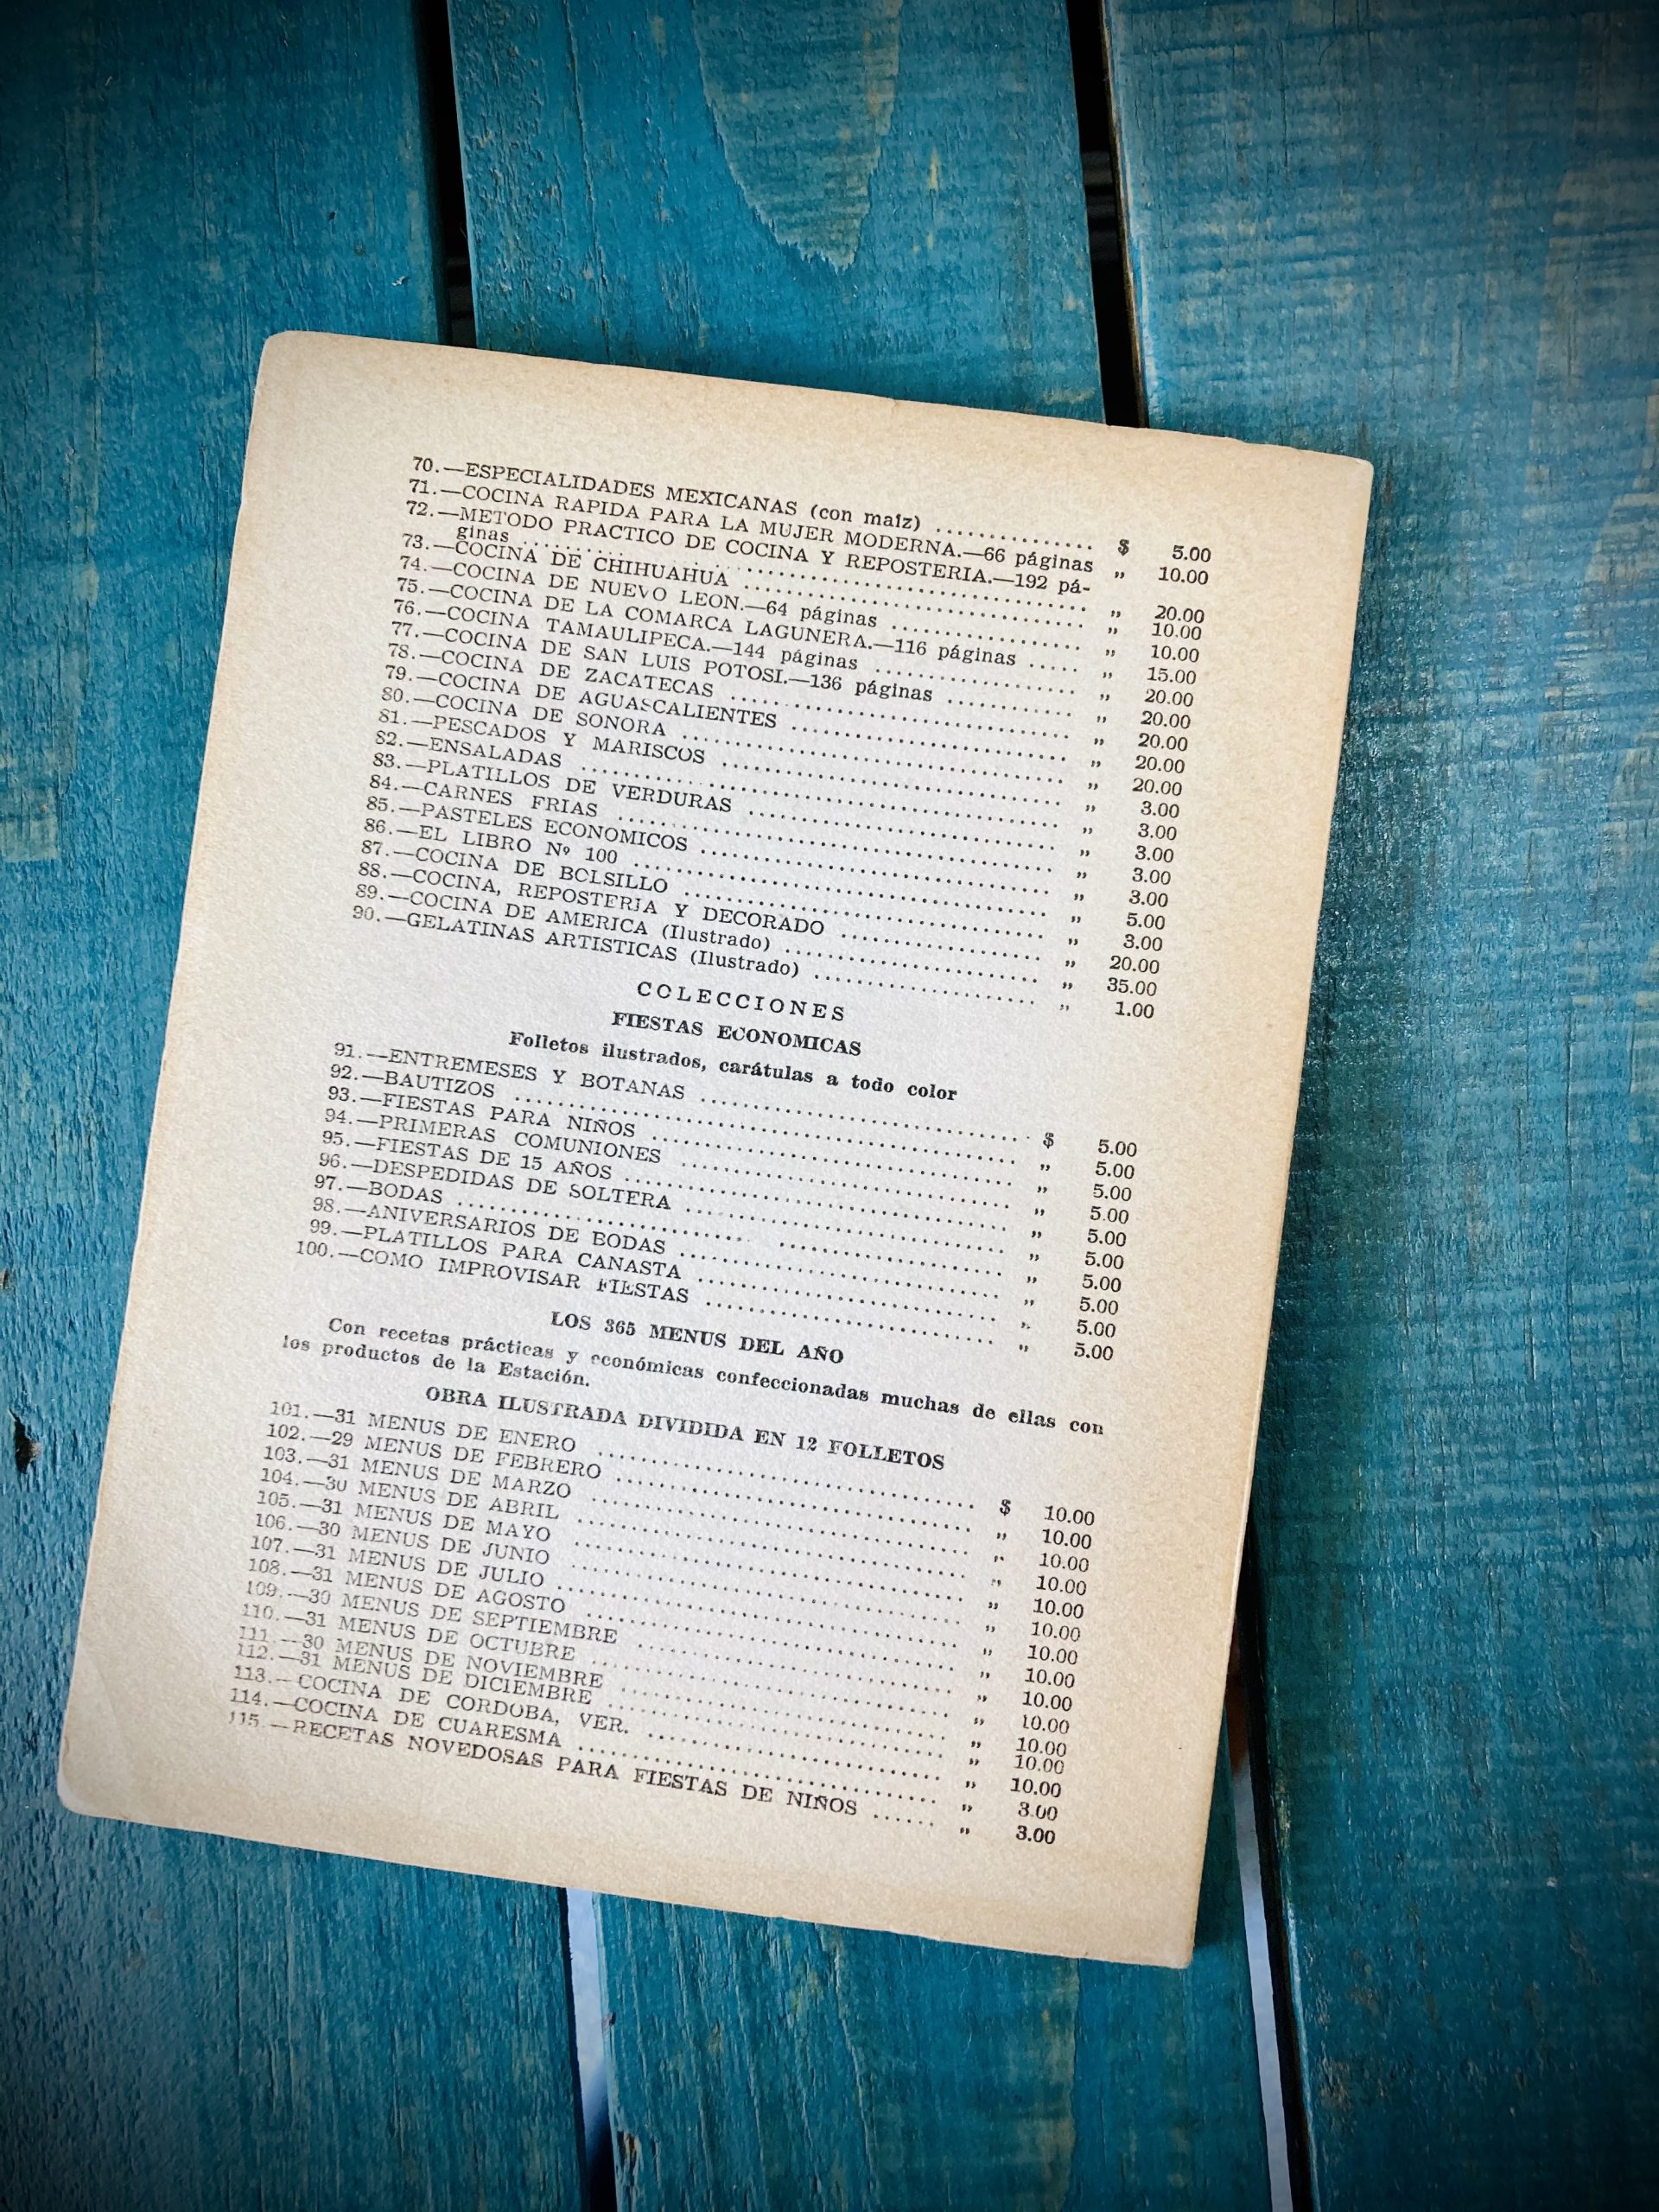 70.—ESPECIALIDADES MEXICANAS (con maíz) ................ $ 5.00
71.—COCINA RAPIDA PARA LA MUJER MODERNA.—66 páginas „ 10.00
72.—METODO PRACTICO DE COCINA Y REPOSTERIA.—192 pá-
ginas ........................................ „ 20.00
73.—COCINA DE CHIHUAHUA ........................ „ 10.00
74.—COCINA DE NUEVO LEON.—64 páginas .................. „ 10.00
75.—COCINA DE LA COMARCA LAGUNERA.—116 páginas ..... „ 15.00
76.—COCINA TAMAULIPECA.—144 páginas .................. „ 20.00
77.—COCINA DE SAN LUIS POTOSI.—136 páginas ............ „ 20.00
78.—COCINA DE ZACATECAS ........................ „ 20.00
79.—COCINA DE AGUASCALIENTES ........................ „ 20.00
80.—COCINA DE SONORA ........................ „ 20.00
81.—PESCADOS Y MARISCOS ........................ „ 3.00
82.—ENSALADAS ........................ „ 3.00
83.—PLATILLOS DE VERDURAS ........................ „ 3.00
84.—CARNES FRIAS ........................ „ 3.00
85.—PASTELES ECONOMICOS ........................ „ 3.00
86.—EL LIBRO Nº 100 ........................ „ 5.00
87.—COCINA DE BOLSILLO ........................ „ 3.00
88.—COCINA, REPOSTERIA Y DECORADO .................. „ 20.00
89.—COCINA DE AMERICA (Ilustrado) ........................ „ 35.00
90.—GELATINAS ARTISTICAS (Ilustrado) .................. „ 1.00
COLECCIONES
FIESTAS ECONOMICAS
Folletos ilustrados, carátulas a todo color
91.—ENTREMESES Y BOTANAS ........................ $ 5.00
92.—BAUTIZOS ........................ „ 5.00
93.—FIESTAS PARA NIÑOS ........................ „ 5.00
94.—PRIMERAS COMUNIONES ........................ „ 5.00
95.—FIESTAS DE 15 AÑOS ........................ „ 5.00
96.—DESPEDIDAS DE SOLTERA ........................ „ 5.00
97.—BODAS ........................ „ 5.00
98.—ANIVERSARIOS DE BODAS ........................ „ 5.00
99.—PLATILLOS PARA CANASTA ........................ „ 5.00
100.—COMO IMPROVISAR FIESTAS ........................ „ 5.00
LOS 365 MENUS DEL AÑO
Con recetas prácticas y económicas confeccionadas muchas de ellas con
los productos de la Estación.
OBRA ILUSTRADA DIVIDIDA EN 12 FOLLETOS
101.—31 MENUS DE ENERO ........................ $ 10.00
102.—29 MENUS DE FEBRERO ........................ „ 10.00
103.—31 MENUS DE MARZO ........................ „ 10.00
104.—30 MENUS DE ABRIL ........................ „ 10.00
105.—31 MENUS DE MAYO ........................ „ 10.00
106.—30 MENUS DE JUNIO ........................ „ 10.00
107.—31 MENUS DE JULIO ........................ „ 10.00
108.—31 MENUS DE AGOSTO ........................ „ 10.00
109.—30 MENUS DE SEPTIEMBRE ........................ „ 10.00
110.—31 MENUS DE OCTUBRE ........................ „ 10.00
111.—30 MENUS DE NOVIEMBRE ........................ „ 10.00
112.—31 MENUS DE DICIEMBRE ........................ „ 10.00
113.—COCINA DE CORDOBA, VER. ........................ „ 10.00
114.—COCINA DE CUARESMA ........................ „ 3.00
115.—RECETAS NOVEDOSAS PARA FIESTAS DE NIÑOS ...... „ 3.00